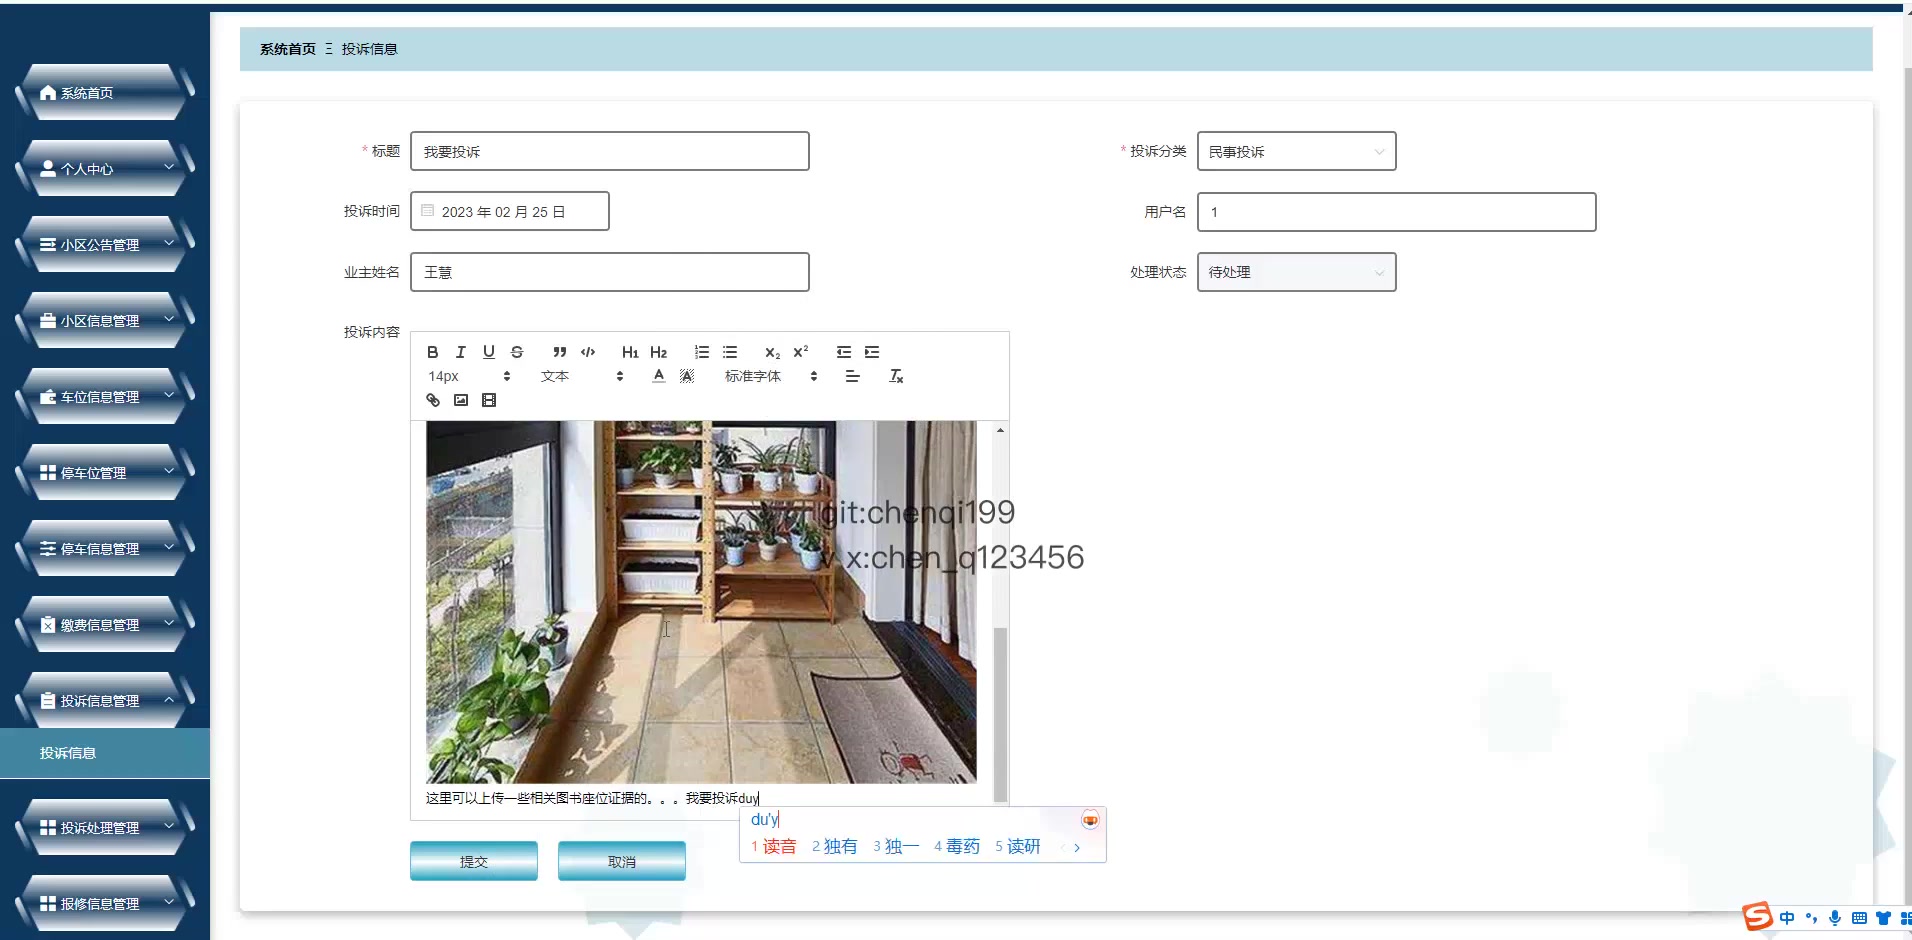 系统首页 Ξ 投诉信息
系统首页
个人中心
小区公告管理
小区信息管理
车位信息管理
停车位管理
停车信息管理
缴费信息管理
投诉信息管理
投诉信息
投诉处理管理
报修信息管理
* 标题 我要投诉
* 投诉分类 民事投诉
投诉时间 2023 年 02 月 25 日
用户名 1
业主姓名 王慧
处理状态 待处理
投诉内容
B I U S H1 H2 x2 x2
14px 文本 A A 标准字体
git:chenqi199
v x:chen_q123456
这里可以上传一些相关图书座位证据的。。。我要投诉duy
du'y
1 读音 2 独有 3 独一 4 毒药 5 读研
提交 取消
S 中